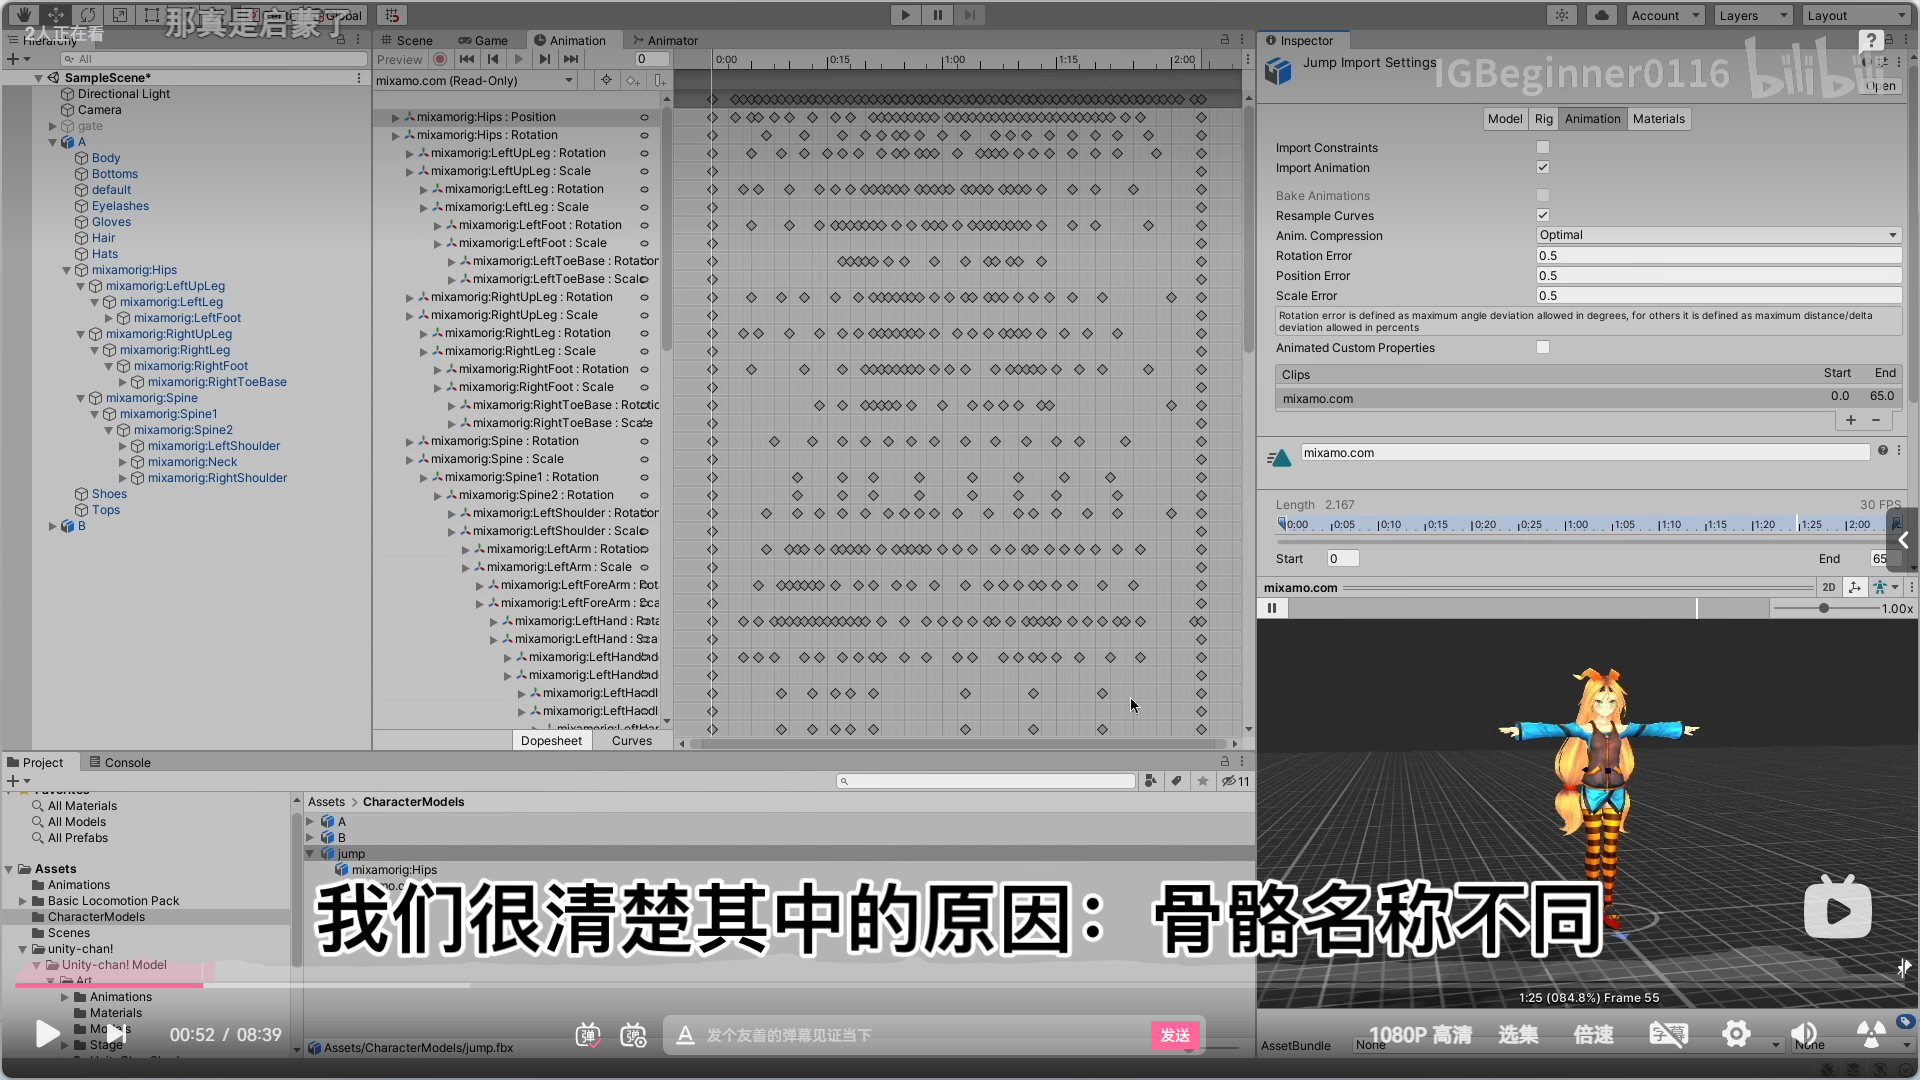 那真是启蒙了
2人正在看
Global
Account
Layers
Layout
Hierarchy
All
SampleScene*
Directional Light
Camera
gate
A
Body
Bottoms
default
Eyelashes
Gloves
Hair
Hats
mixamorig:Hips
mixamorig:LeftUpLeg
mixamorig:LeftLeg
mixamorig:LeftFoot
mixamorig:RightUpLeg
mixamorig:RightLeg
mixamorig:RightFoot
mixamorig:RightToeBase
mixamorig:Spine
mixamorig:Spine1
mixamorig:Spine2
mixamorig:LeftShoulder
mixamorig:Neck
mixamorig:RightShoulder
Shoes
Tops
B
Scene
Game
Animation
Animator
Preview
0
0:00
0:15
1:00
1:15
2:00
mixamo.com (Read-Only)
mixamorig:Hips : Position
mixamorig:Hips : Rotation
mixamorig:LeftUpLeg : Rotation
mixamorig:LeftUpLeg : Scale
mixamorig:LeftLeg : Rotation
mixamorig:LeftLeg : Scale
mixamorig:LeftFoot : Rotation
mixamorig:LeftFoot : Scale
mixamorig:LeftToeBase : Rotation
mixamorig:LeftToeBase : Scale
mixamorig:RightUpLeg : Rotation
mixamorig:RightUpLeg : Scale
mixamorig:RightLeg : Rotation
mixamorig:RightLeg : Scale
mixamorig:RightFoot : Rotation
mixamorig:RightFoot : Scale
mixamorig:RightToeBase : Rotatio
mixamorig:RightToeBase : Scale
mixamorig:Spine : Rotation
mixamorig:Spine : Scale
mixamorig:Spine1 : Rotation
mixamorig:Spine2 : Rotation
mixamorig:LeftShoulder : Rotation
mixamorig:LeftShoulder : Scale
mixamorig:LeftArm : Rotation
mixamorig:LeftArm : Scale
mixamorig:LeftForeArm : Rot
mixamorig:LeftForeArm : Sca
mixamorig:LeftHand : Rota
mixamorig:LeftHand : Sca
mixamorig:LeftHand
mixamorig:LeftHand
mixamorig:LeftHandI
mixamorig:LeftHandI
Dopesheet
Curves
Inspector
?
Jump Import Settings
IGBeginner0116
bilibili
Open
Model
Rig
Animation
Materials
Import Constraints
Import Animation
Bake Animations
Resample Curves
Anim. Compression
Optimal
Rotation Error
0.5
Position Error
0.5
Scale Error
0.5
Rotation error is defined as maximum angle deviation allowed in degrees, for others it is defined as maximum distance/delta
deviation allowed in percents
Animated Custom Properties
Clips
Start
End
mixamo.com
0.0
65.0
+
−
mixamo.com
Length 2.167
30 FPS
0:00
0:05
0:10
0:15
0:20
0:25
1:00
1:05
1:10
1:15
1:20
1:25
2:00
Start
0
End
65
mixamo.com
2D
1.00x
1:25 (084.8%) Frame 55
AssetBundle
None
None
Project
Console
11
All Materials
All Models
All Prefabs
Assets
Animations
Basic Locomotion Pack
CharacterModels
Scenes
unity-chan!
Unity-chan! Model
Art
Animations
Materials
Stage
Assets > CharacterModels
A
B
jump
mixamorig:Hips
我们很清楚其中的原因：骨骼名称不同
00:52 / 08:39
弹
弹
A
发个友善的弹幕见证当下
发送
1080P 高清
选集
倍速
字幕
Assets/CharacterModels/jump.fbx